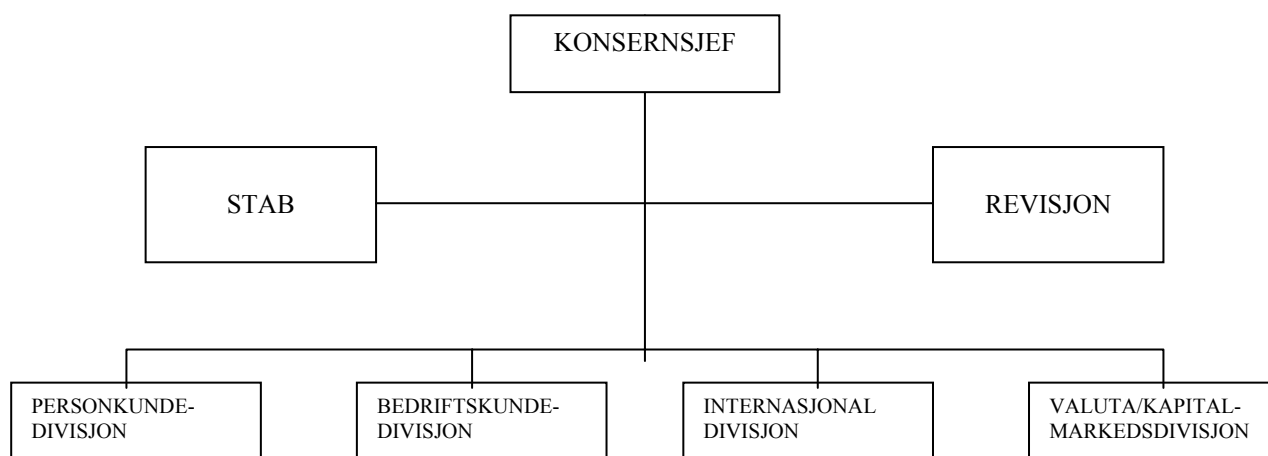 KONSERNSJEF
STAB
REVISJON
PERSONKUNDE-
DIVISJON
BEDRIFTSKUNDE-
DIVISJON
INTERNASJONAL
DIVISJON
VALUTA/KAPITAL-
MARKEDSDIVISJON